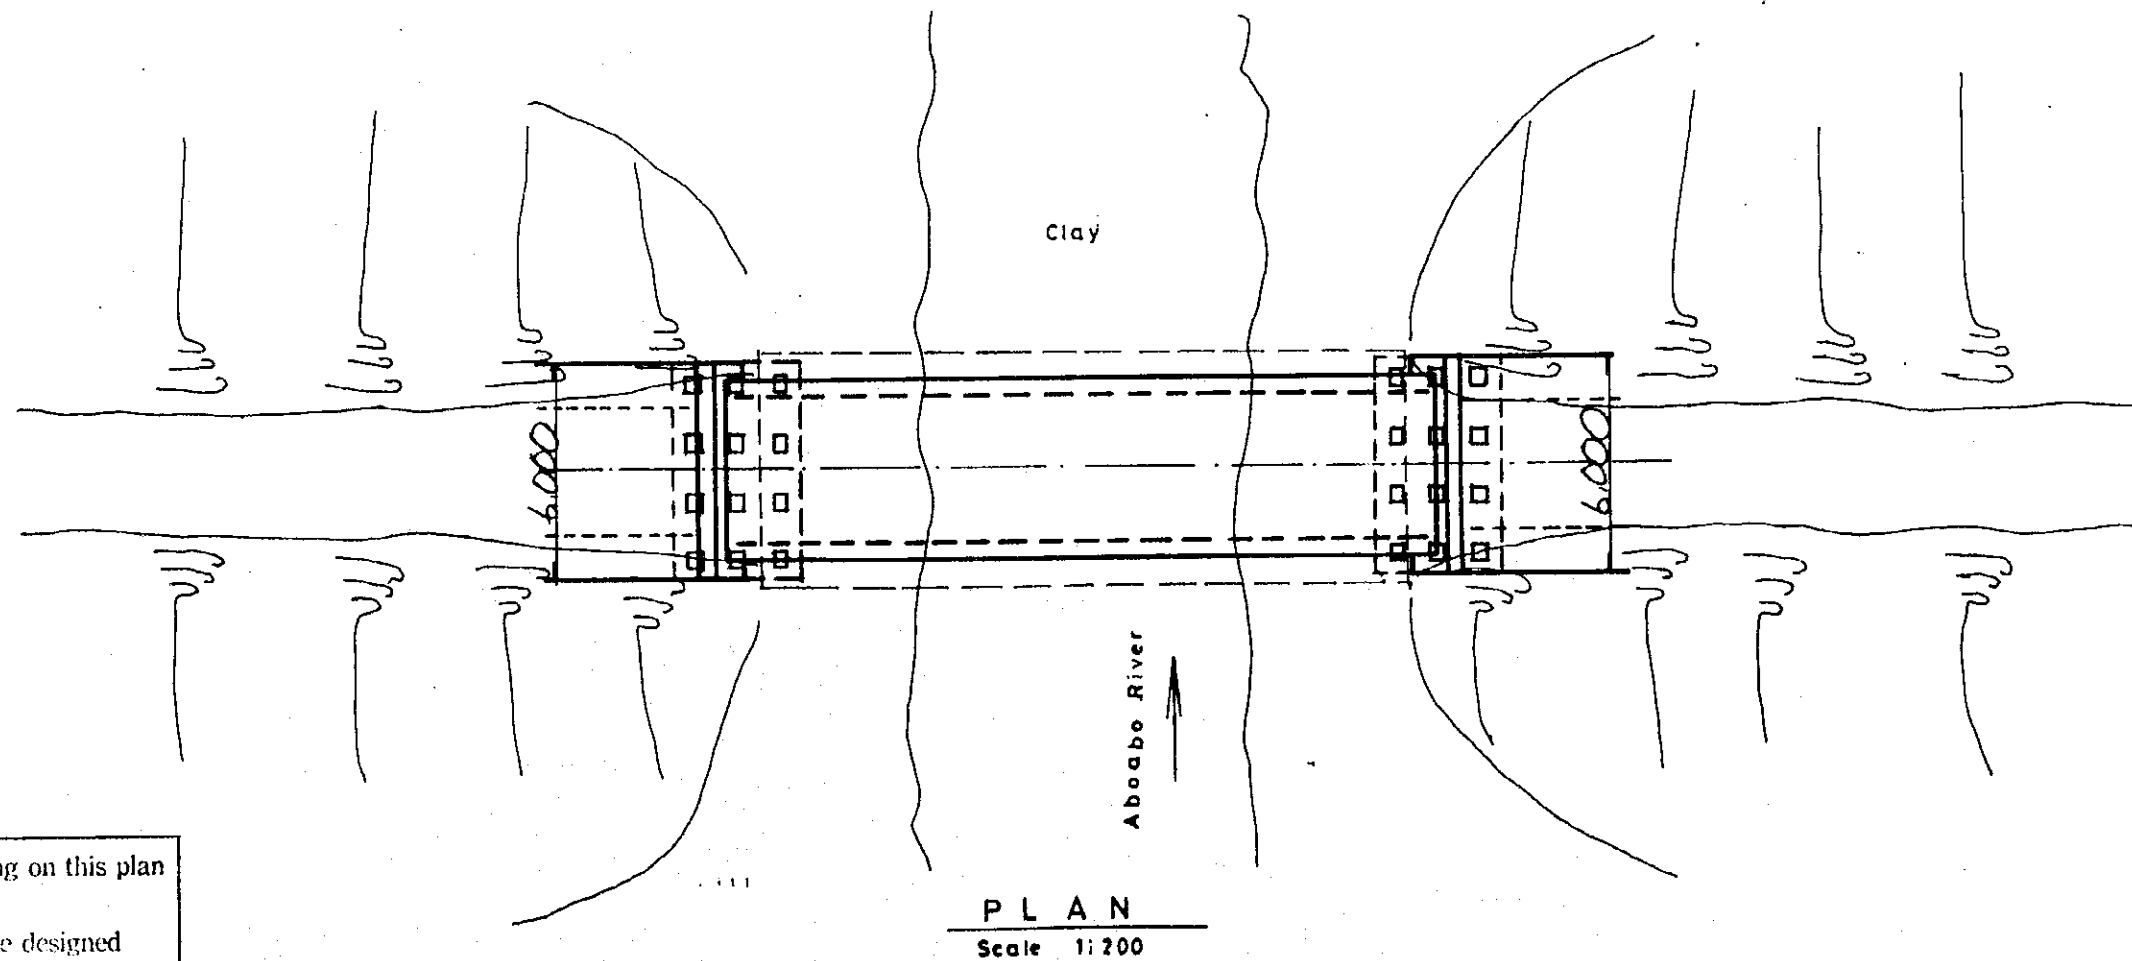 Clay
6.000
6.000
Aboabo River
on this plan
designed
PLAN
Scale 1:200